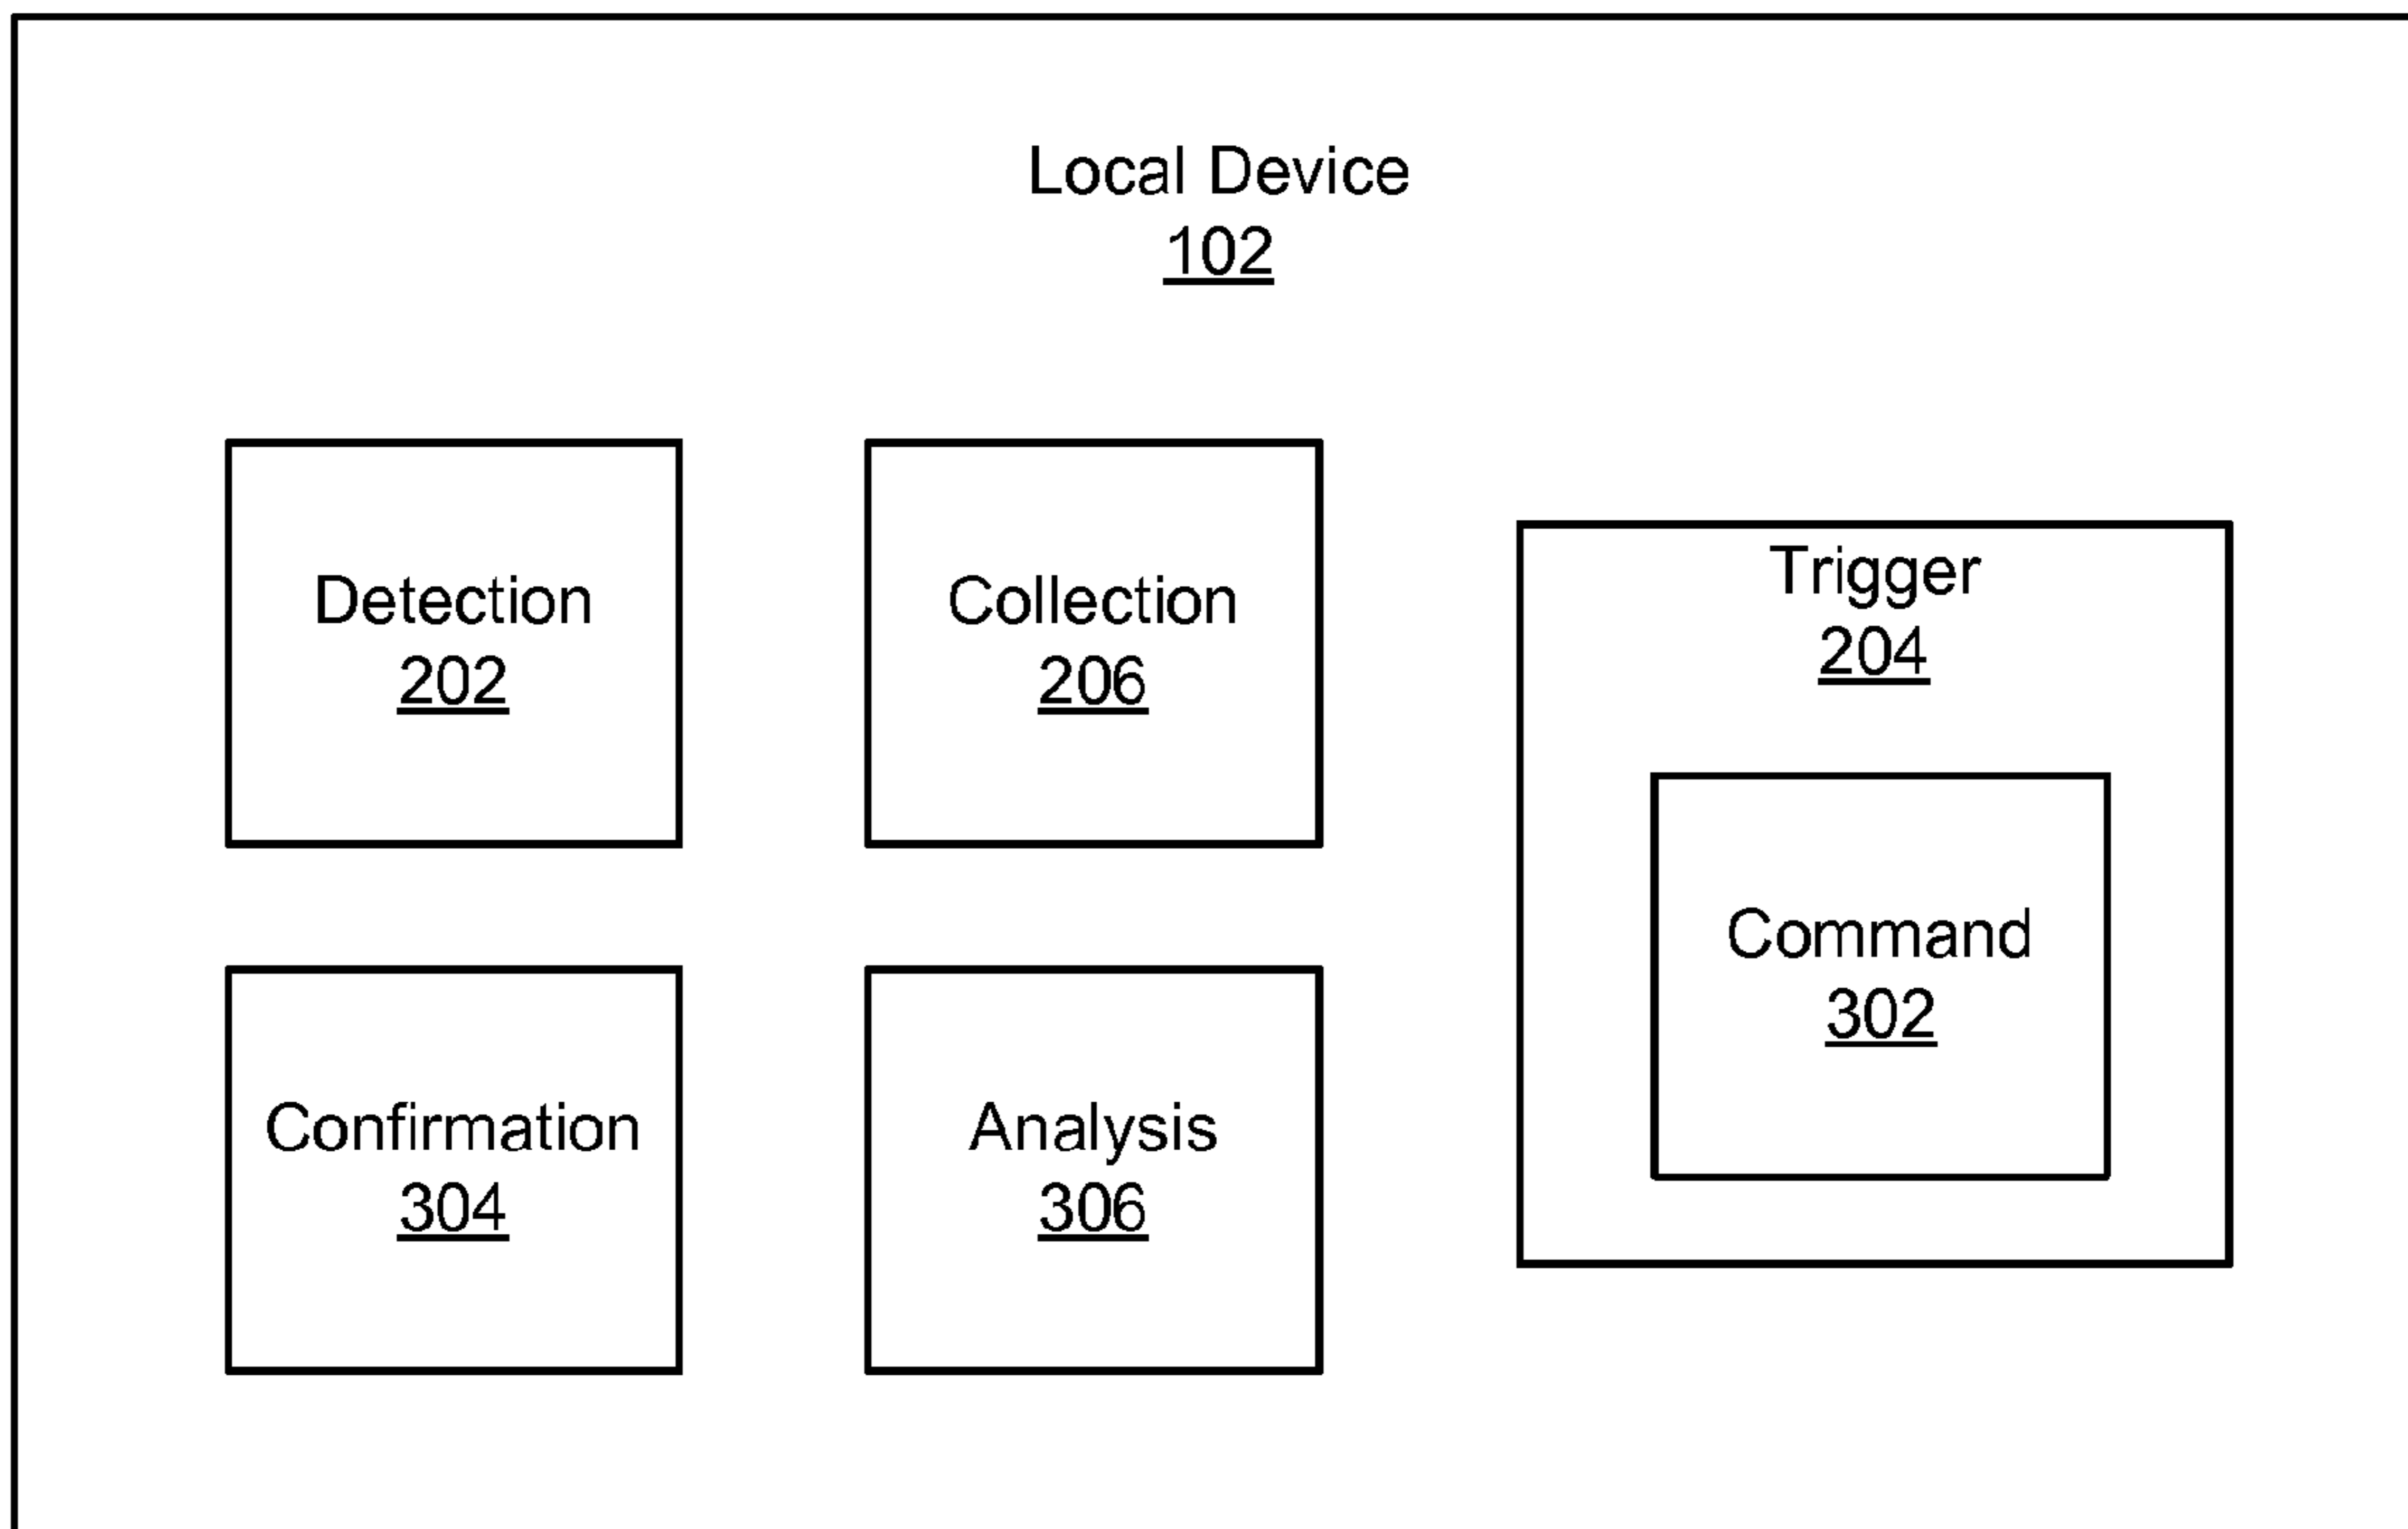 Local Device
102
Detection
202
Collection
206
Trigger
204
Command
302
Confirmation
304
Analysis
306